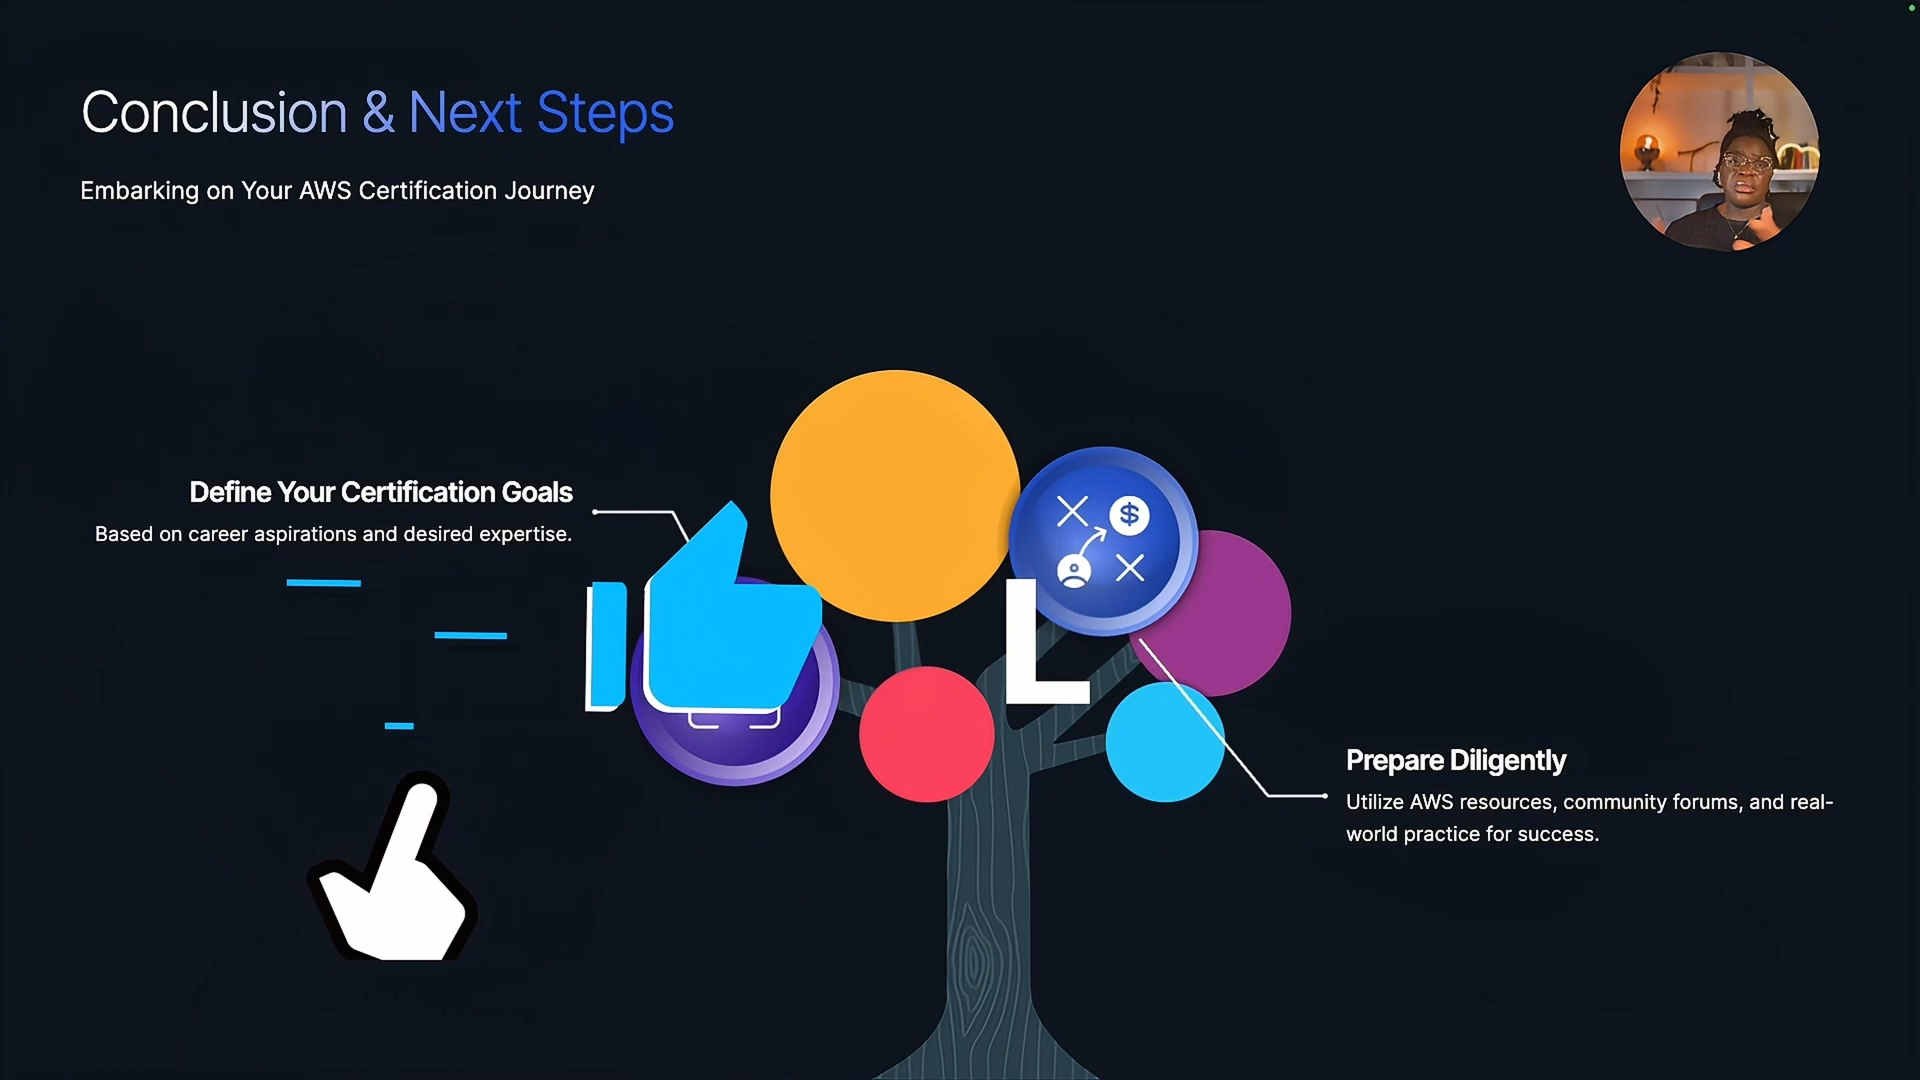 Conclusion & Next Steps
Embarking on Your AWS Certification Journey
Define Your Certification Goals
Based on career aspirations and desired expertise.
$
L
Prepare Diligently
Utilize AWS resources, community forums, and real-
world practice for success.